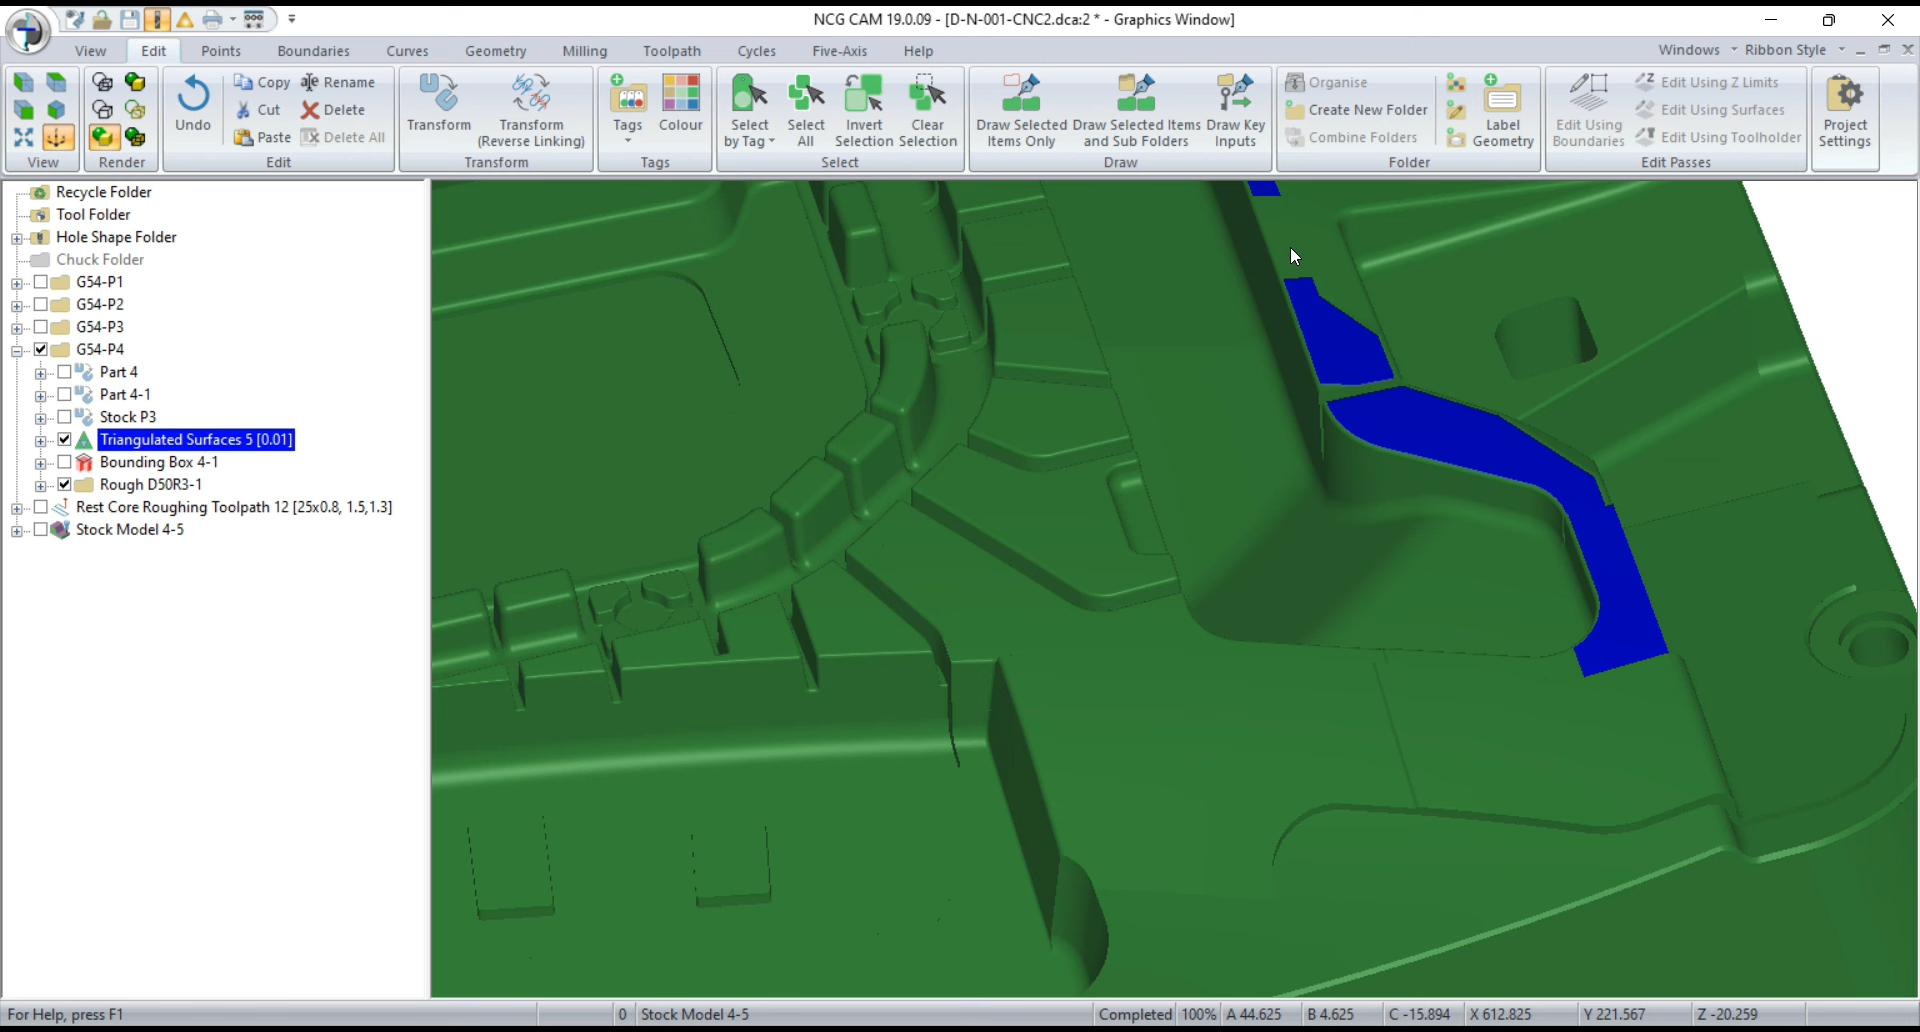 NCG CAM 19.0.09 - [D-N-001-CNC2.dca:2 * - Graphics Window]
View Edit Points Boundaries Curves Geometry Milling Toolpath Cycles Five-Axis Help Windows Ribbon Style
Undo
Copy Rename
Cut Delete
Paste Delete All
Transform
Transform (Reverse Linking)
Tags
Colour
Select by Tag
Select All
Invert Selection
Clear Selection
Draw Selected Items Only
Draw Selected Items and Sub Folders
Draw Key Inputs
Organise
Create New Folder
Combine Folders
Label Geometry
Edit Using Boundaries
Edit Using Z Limits
Edit Using Surfaces
Edit Using Toolholder
Project Settings
View Render Edit Transform Tags Select Draw Folder Edit Passes
Recycle Folder
Tool Folder
Hole Shape Folder
Chuck Folder
G54-P1
G54-P2
G54-P3
G54-P4
Part 4
Part 4-1
Stock P3
Triangulated Surfaces 5 [0.01]
Bounding Box 4-1
Rough D50R3-1
Rest Core Roughing Toolpath 12 [25x0.8, 1.5,1.3]
Stock Model 4-5
For Help, press F1 0 Stock Model 4-5 Completed 100% A 44.625 B 4.625 C -15.894 X 612.825 Y 221.567 Z -20.259